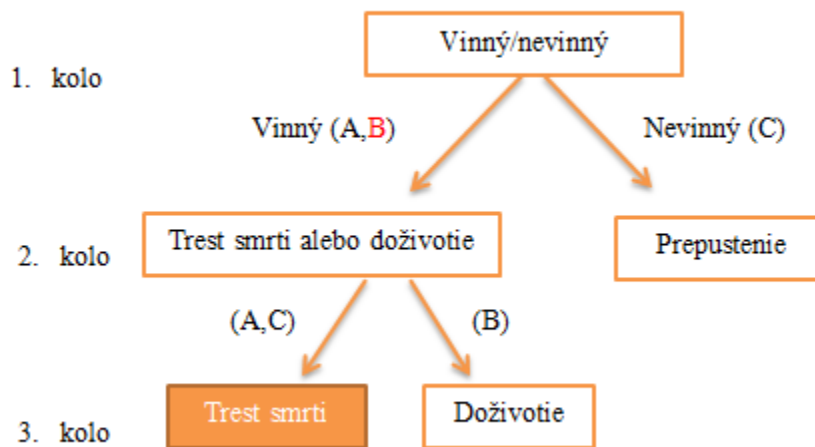 Vinný/nevinný
1. kolo
Vinný (A,B)
Nevinný (C)
Trest smrti alebo doživotie
Prepustenie
2. kolo
(A,C)
(B)
Trest smrti
Doživotie
3. kolo